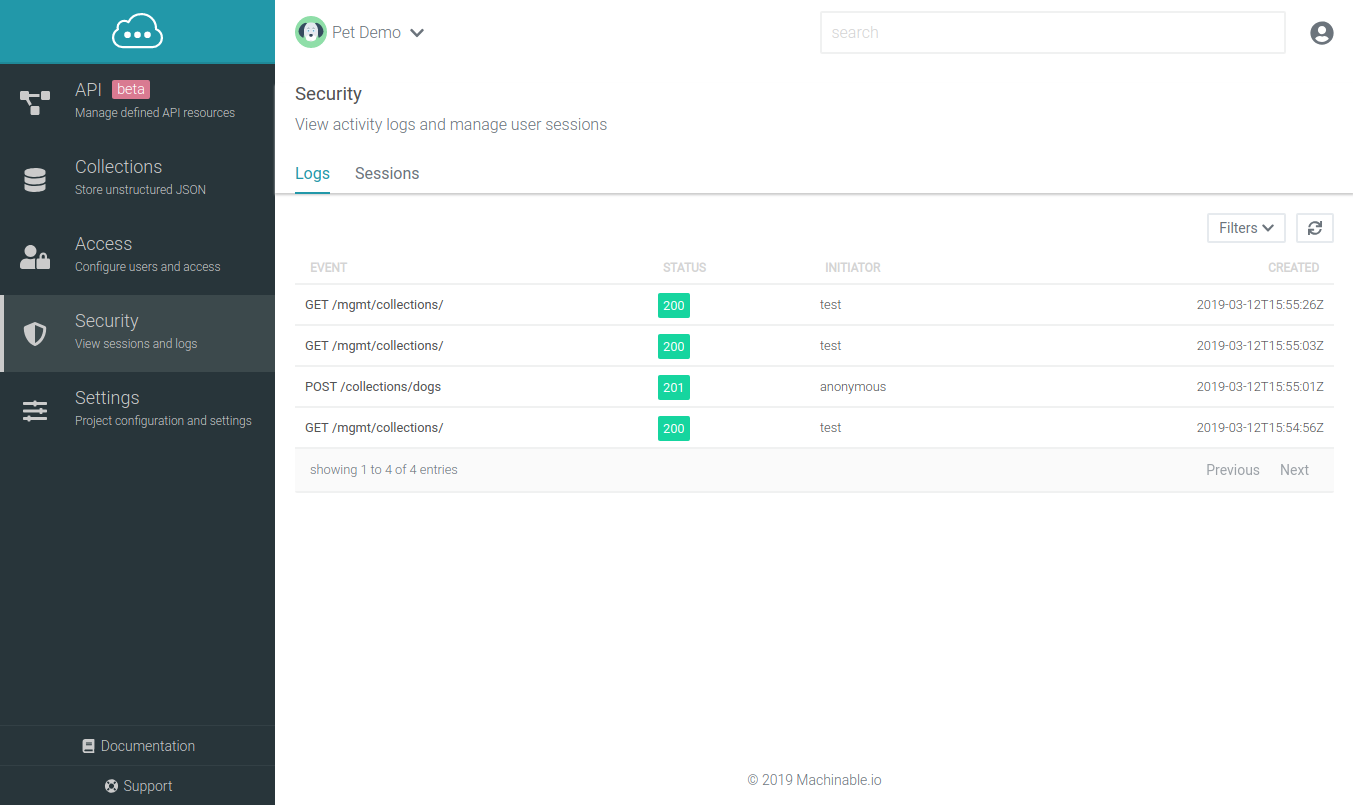 Pet Demo
search
API beta
Manage defined API resources
Collections
Store unstructured JSON
Access
Configure users and access
Security
View sessions and logs
Settings
Project configuration and settings
Documentation
Support
Security
View activity logs and manage user sessions
Logs Sessions
Filters
EVENT STATUS INITIATOR CREATED
GET /mgmt/collections/ 200 test 2019-03-12T15:55:26Z
GET /mgmt/collections/ 200 test 2019-03-12T15:55:03Z
POST /collections/dogs 201 anonymous 2019-03-12T15:55:01Z
GET /mgmt/collections/ 200 test 2019-03-12T15:54:56Z
showing 1 to 4 of 4 entries Previous Next
© 2019 Machinable.io